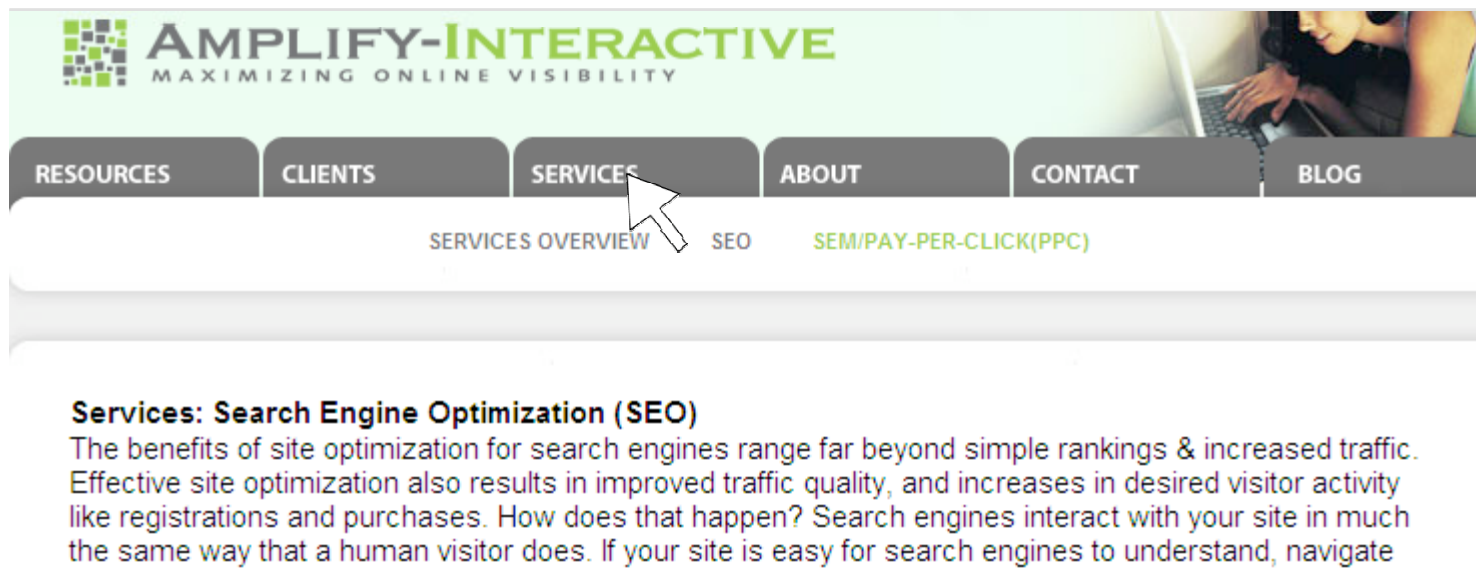 AMPLIFY-INTERACTIVE
MAXIMIZING ONLINE VISIBILITY
RESOURCES CLIENTS SERVICES ABOUT CONTACT BLOG
SERVICES OVERVIEW SEO SEM/PAY-PER-CLICK(PPC)
Services: Search Engine Optimization (SEO)
The benefits of site optimization for search engines range far beyond simple rankings & increased traffic.
Effective site optimization also results in improved traffic quality, and increases in desired visitor activity
like registrations and purchases. How does that happen? Search engines interact with your site in much
the same way that a human visitor does. If your site is easy for search engines to understand, navigate